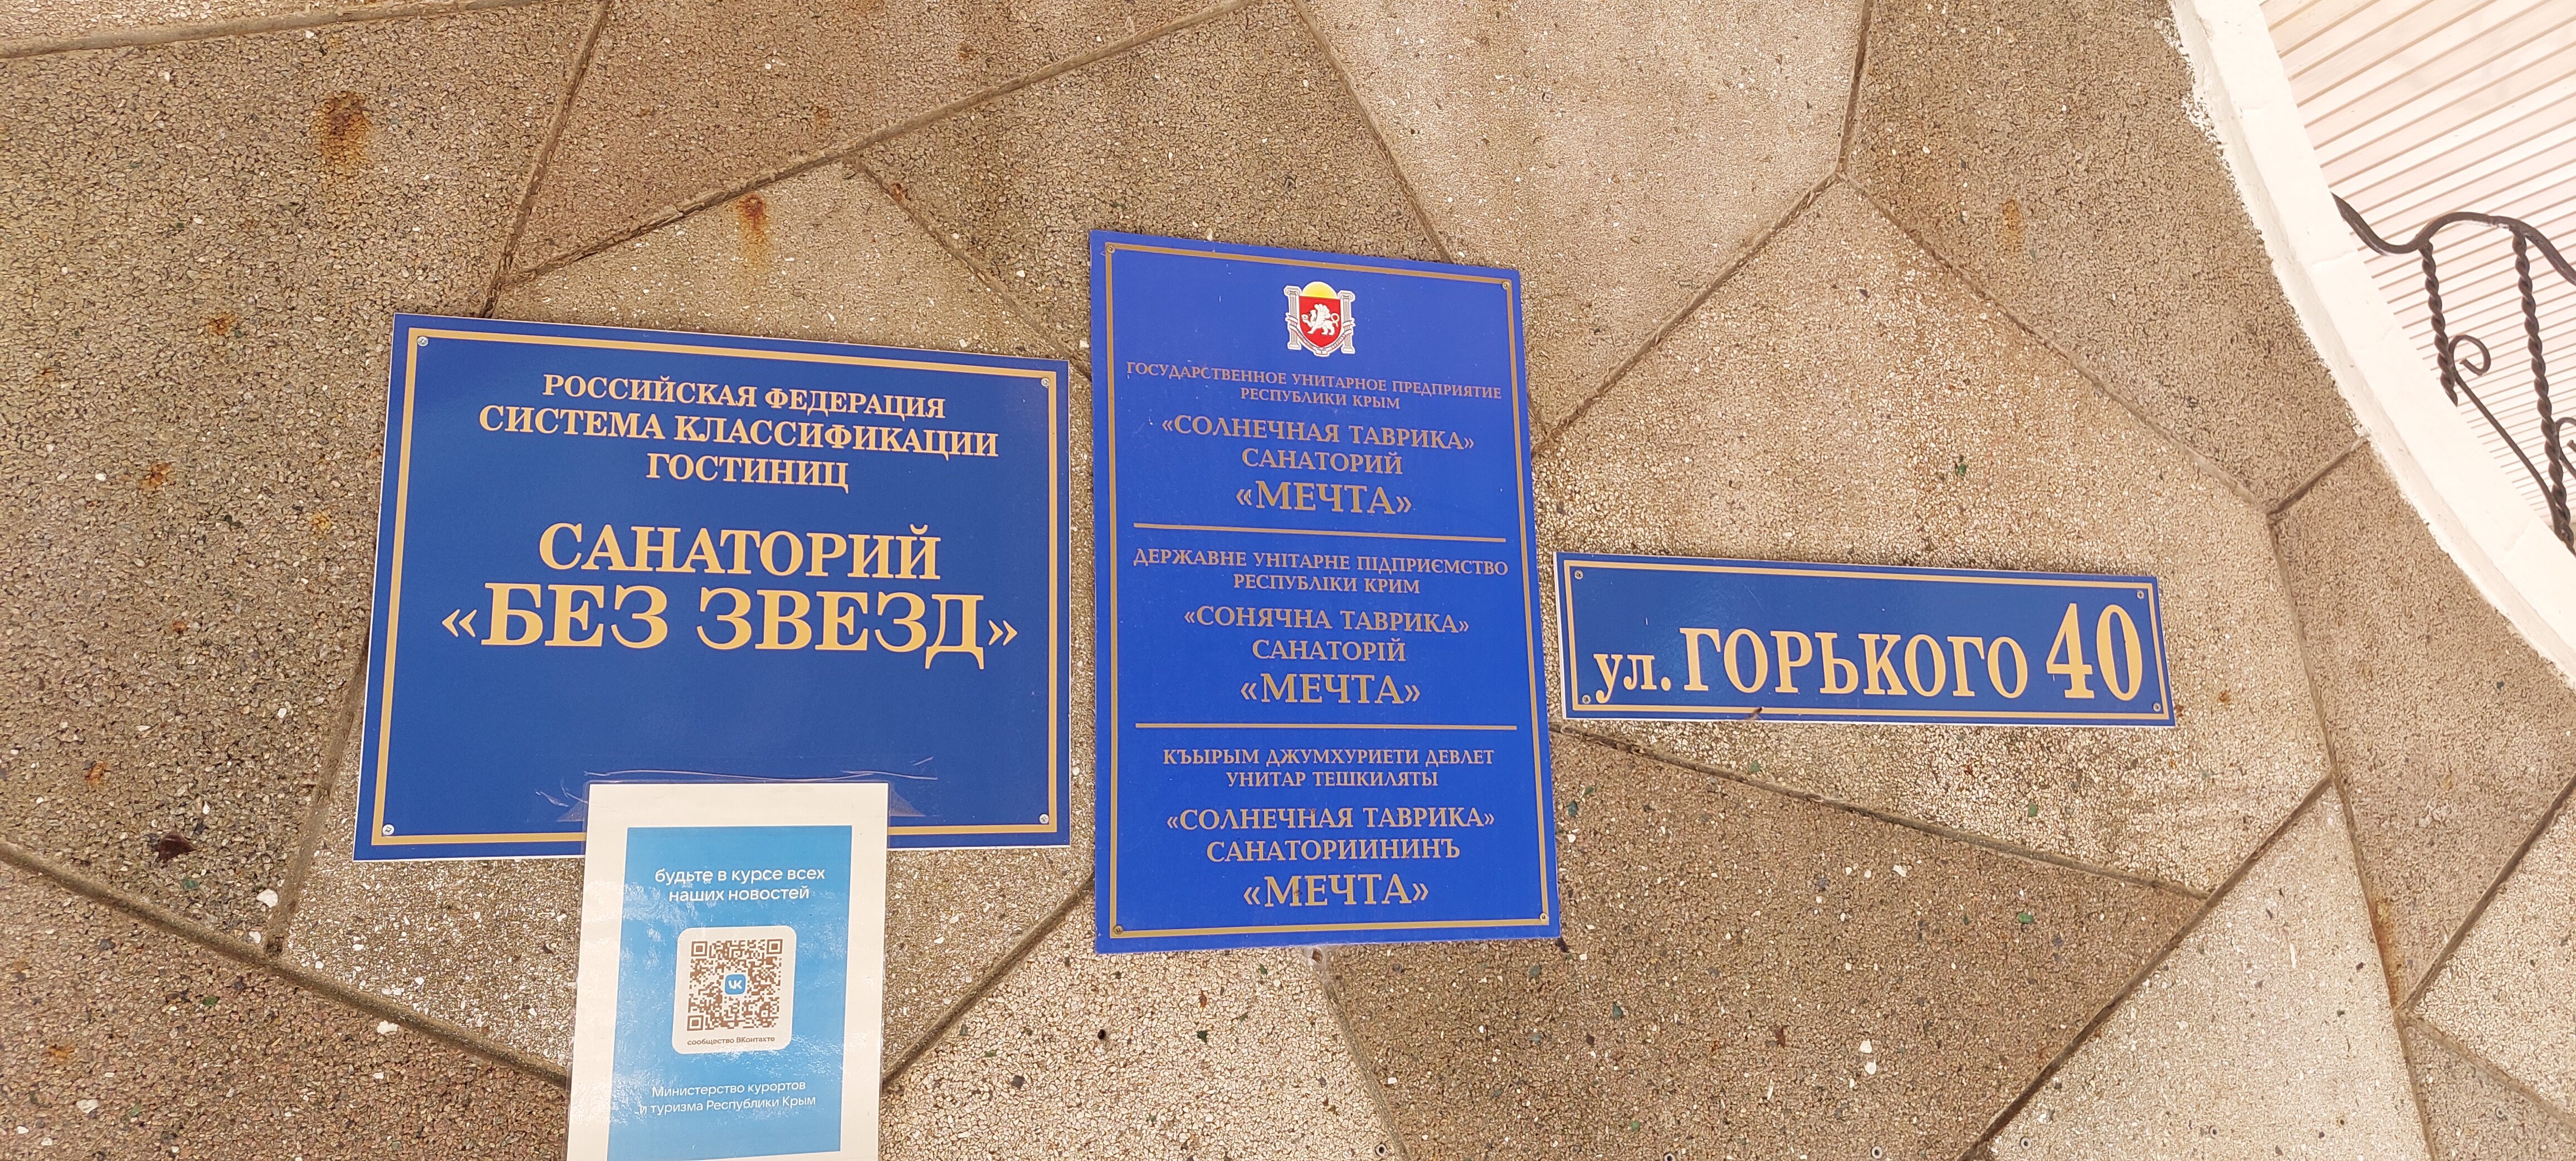 РОССИЙСКАЯ ФЕДЕРАЦИЯ
СИСТЕМА КЛАССИФИКАЦИИ
ГОСТИНИЦ
САНАТОРИЙ
«БЕЗ ЗВЕЗД»
будьте в курсе всех
наших новостей
VK
сообщество ВКонтакте
Министерство курортов
и туризма Республики Крым
ГОСУДАРСТВЕННОЕ УНИТАРНОЕ ПРЕДПРИЯТИЕ
РЕСПУБЛИКИ КРЫМ
«СОЛНЕЧНАЯ ТАВРИКА»
САНАТОРИЙ
«МЕЧТА»
ДЕРЖАВНЕ УНІТАРНЕ ПІДПРИЄМСТВО
РЕСПУБЛІКИ КРИМ
«СОНЯЧНА ТАВРИКА»
САНАТОРІЙ
«МЕЧТА»
КЪЫРЫМ ДЖУМХУРИЕТИ ДЕВЛЕТ
УНИТАР ТЕШКИЛЯТЫ
«СОЛНЕЧНАЯ ТАВРИКА»
САНАТОРИИНИНЪ
«МЕЧТА»
ул. ГОРЬКОГО 40